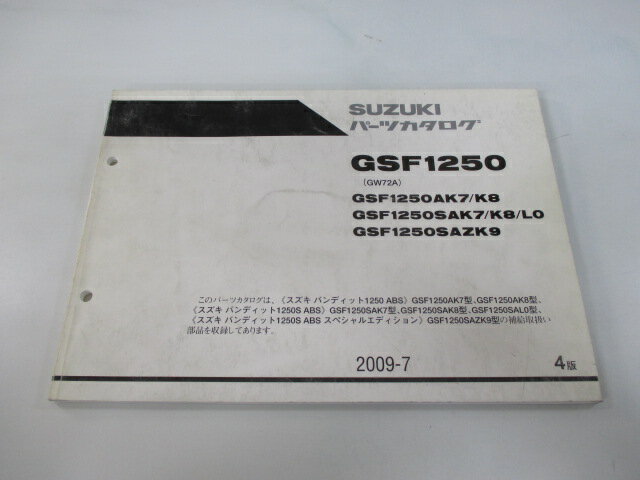 SUZUKI
パーツカタログ
GSF1250
(GW72A)
GSF1250AK7/K8
GSF1250SAK7/K8/L0
GSF1250SAZK9
このパーツカタログは、〈スズキ バンディット1250 ABS〉GSF1250AK7型、GSF1250AK8型、
〈スズキ バンディット1250S ABS〉GSF1250SAK7型、GSF1250SAK8型、GSF1250SAL0型、
〈スズキ バンディット1250S ABS スペシャルエディション〉GSF1250SAZK9型の補給取扱い
部品を収録してあります。
2009-7
4版